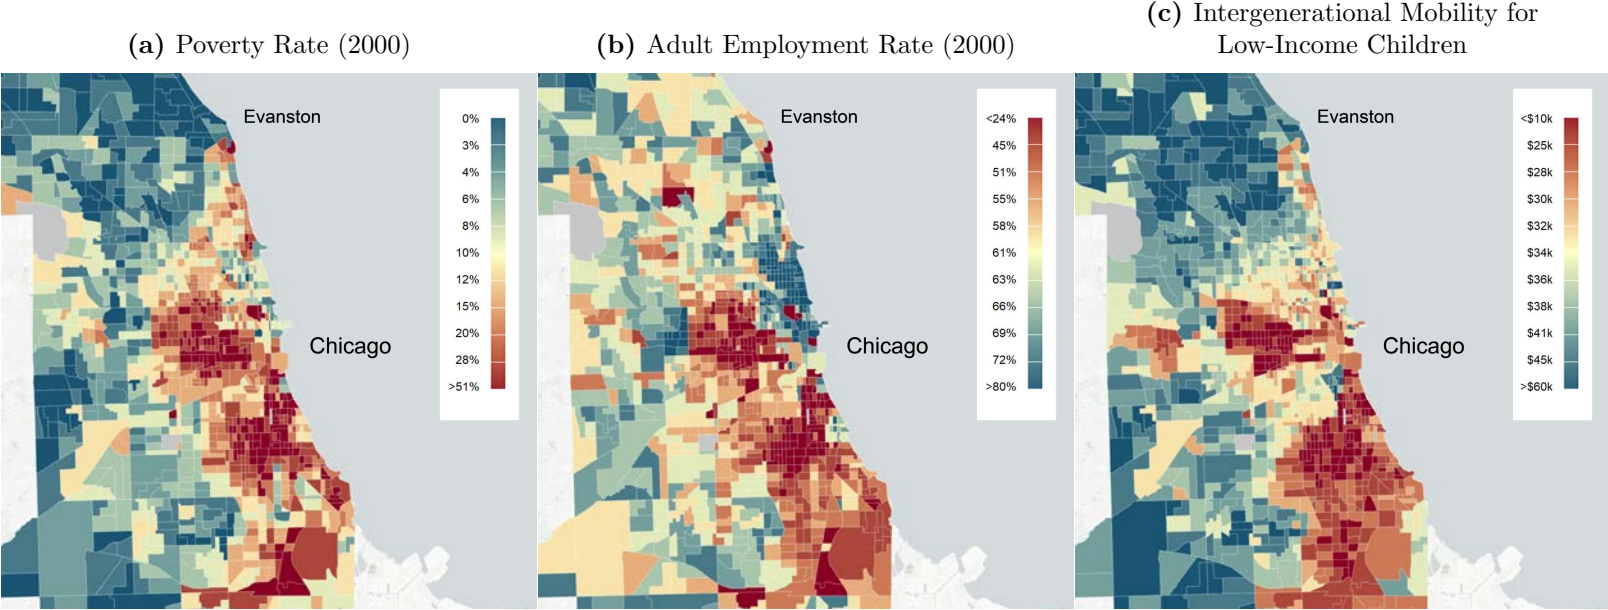 (a) Poverty Rate (2000)
Evanston
0%
3%
4%
6%
8%
10%
12%
15%
20%
28%
>51%
Chicago
(b) Adult Employment Rate (2000)
Evanston
<24%
45%
51%
55%
58%
61%
63%
66%
69%
72%
>80%
Chicago
(c) Intergenerational Mobility for
Low-Income Children
Evanston
<$10k
$25k
$28k
$30k
$32k
$34k
$36k
$38k
$41k
$45k
>$60k
Chicago